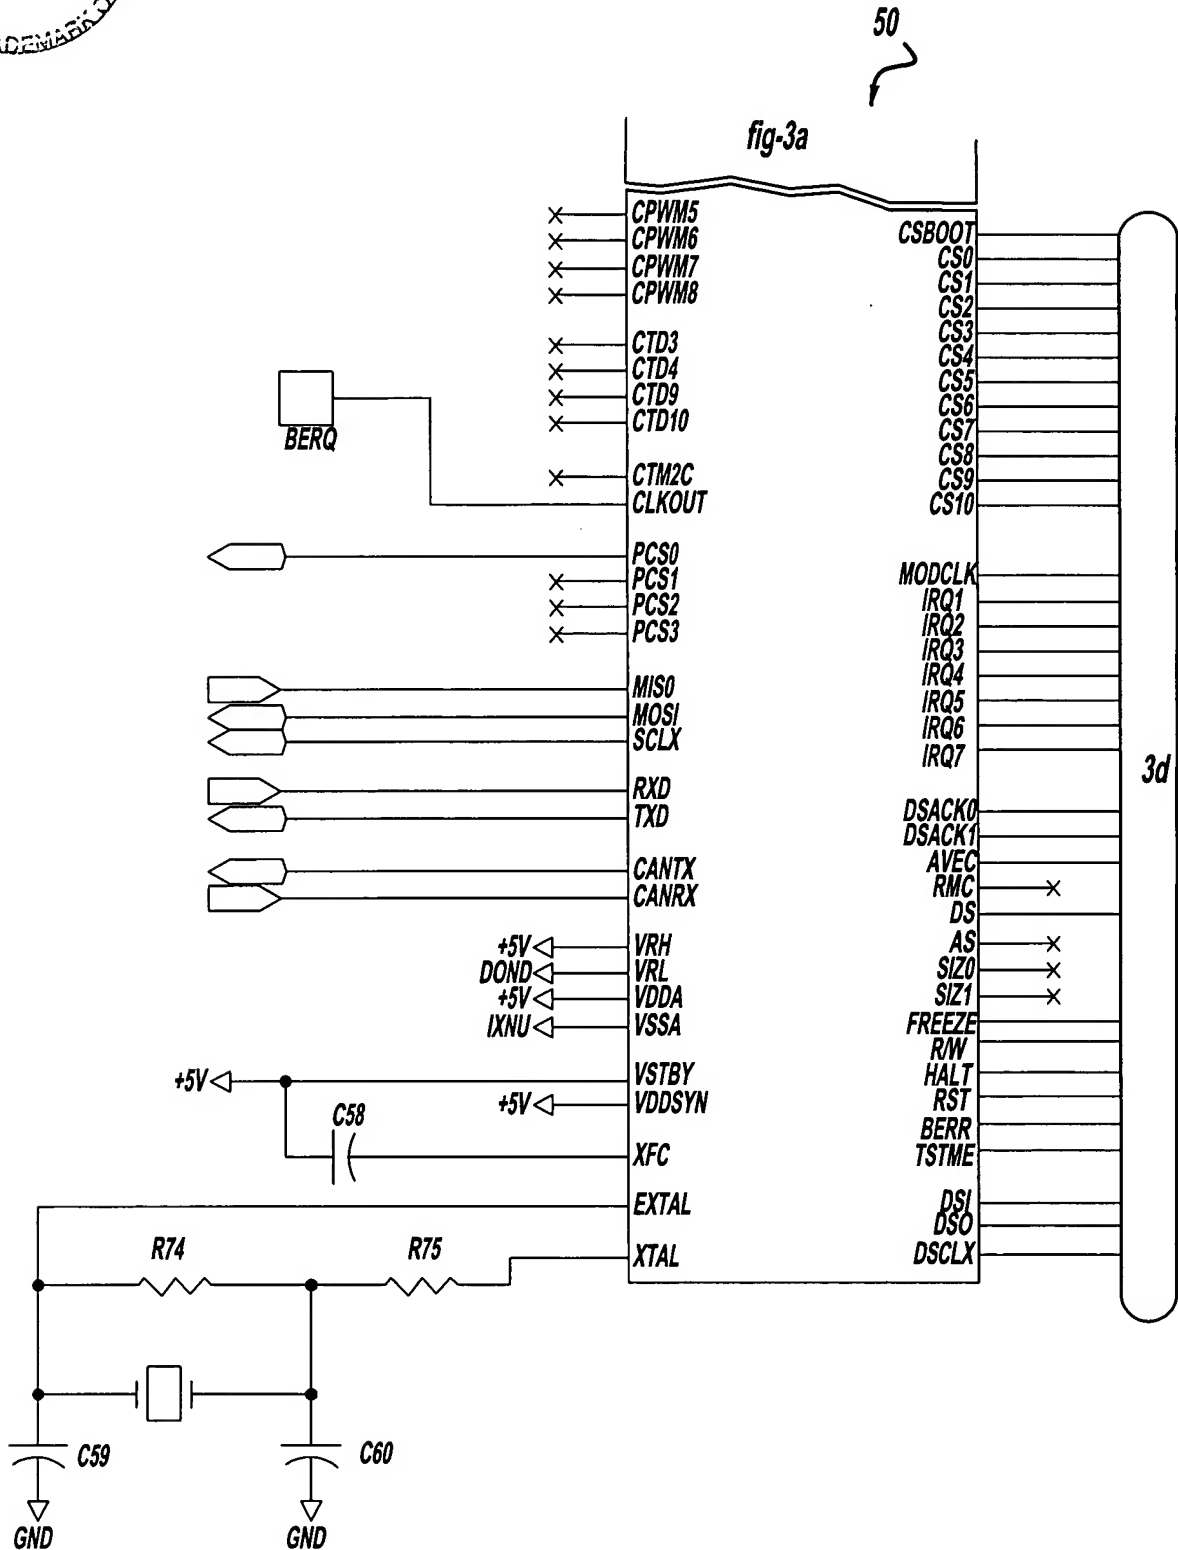 50
fig-3a
CPWM5
CPWM6
CPWM7
CPWM8
CTD3
CTD4
CTD9
CTD10
BERQ
CTM2C
CLKOUT
PCS0
PCS1
PCS2
PCS3
MIS0
MOSI
SCLX
RXD
TXD
CANTX
CANRX
+5V VRH
DOND VRL
+5V VDDA
IXNU VSSA
+5V VSTBY
+5V VDDSYN
C58
XFC
EXTAL
XTAL
R74
R75
C59
C60
GND
GND
CSBOOT
CS0
CS1
CS2
CS3
CS4
CS5
CS6
CS7
CS8
CS9
CS10
MODCLK
IRQ1
IRQ2
IRQ3
IRQ4
IRQ5
IRQ6
IRQ7
DSACK0
DSACK1
AVEC
RMC
DS
AS
SIZ0
SIZ1
FREEZE
R/W
HALT
RST
BERR
TSTME
DSI
DSO
DSCLX
3d